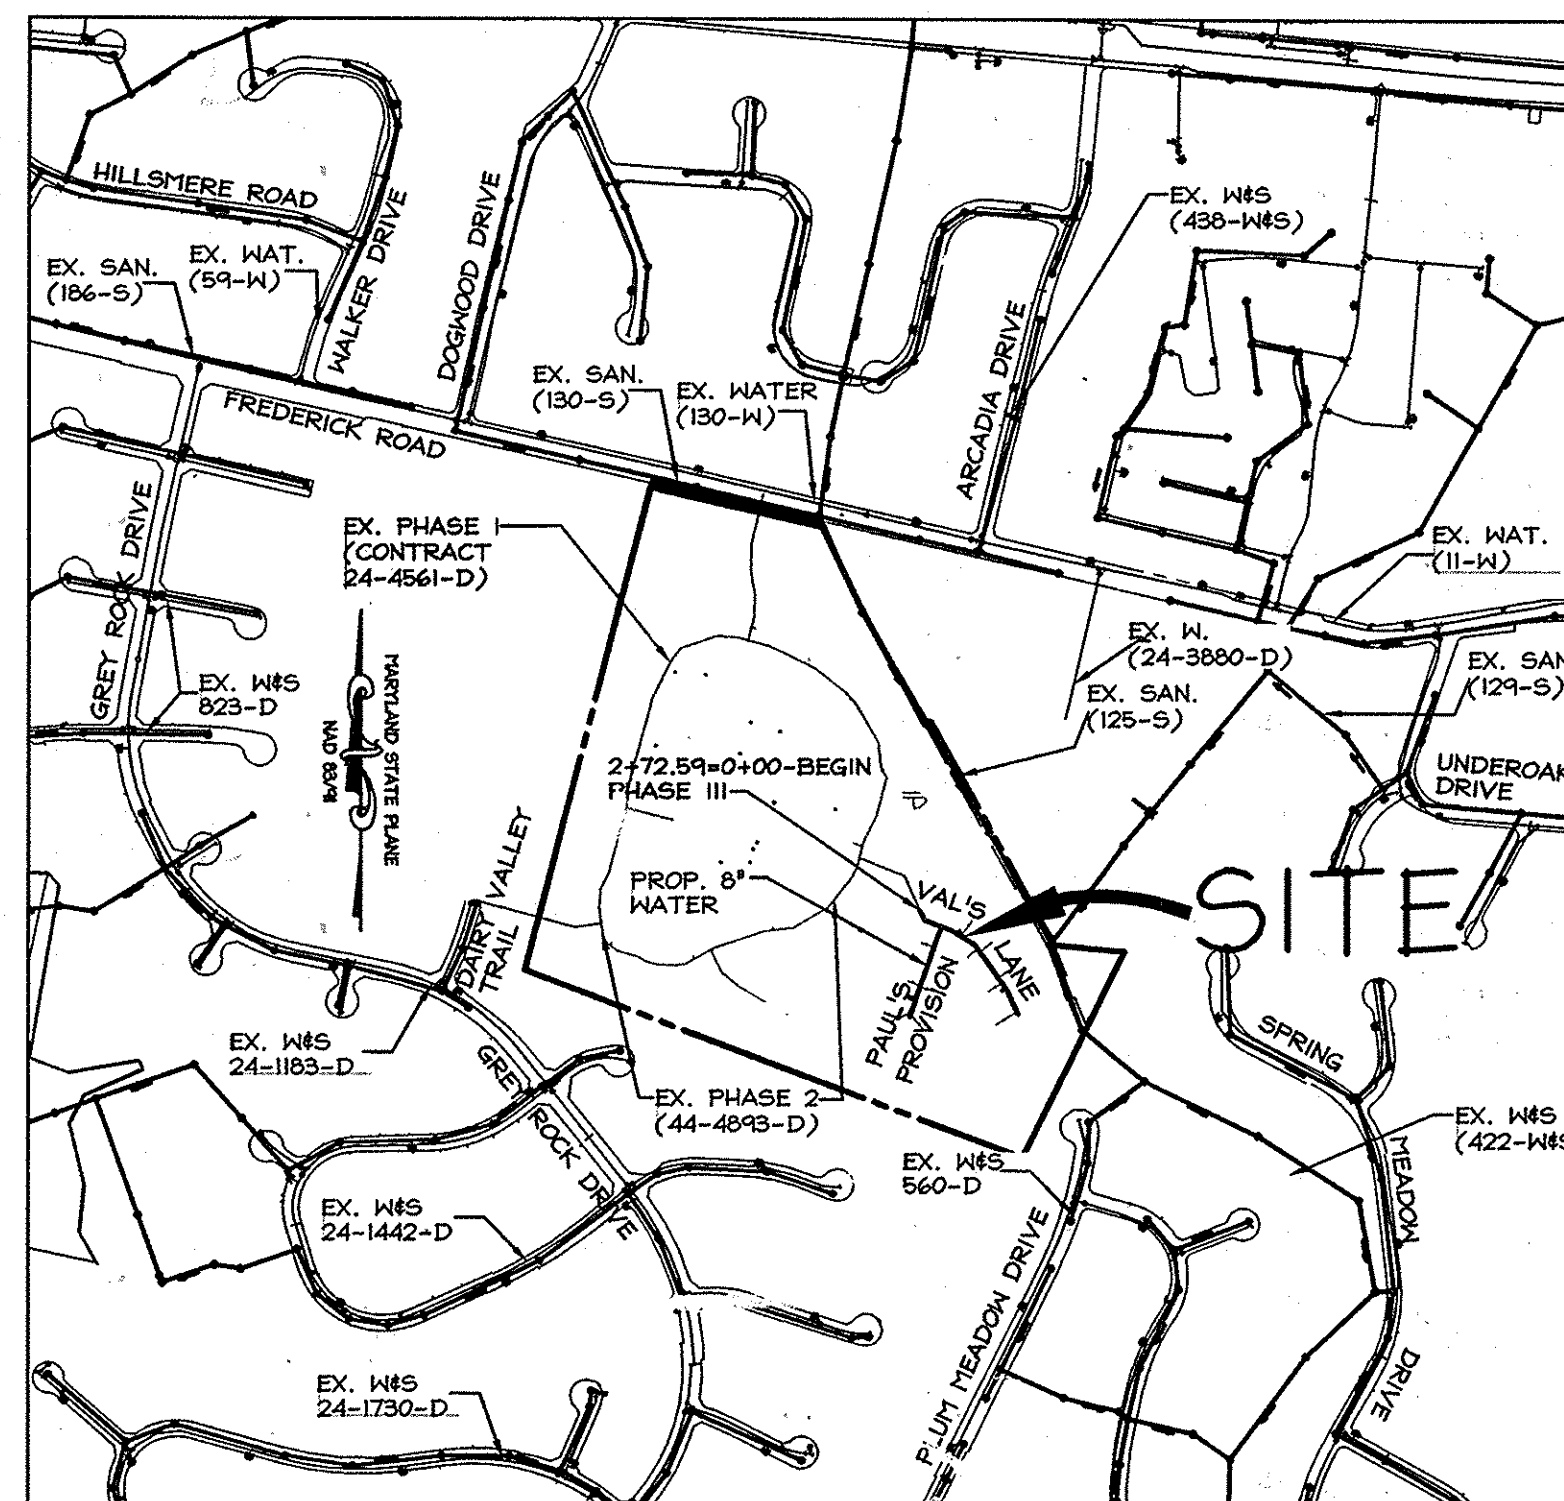 HILLSMERE ROAD
WALKER DRIVE
DOGWOOD DRIVE
EX. SAN.
(186-S)
EX. WAT.
(59-W)
EX. W&S
(438-W&S)
FREDERICK ROAD
EX. SAN.
(130-S)
EX. WATER
(130-W)
ARCADIA DRIVE
GREY ROCK DRIVE
EX. PHASE I
(CONTRACT
24-4561-D)
EX. WAT.
(11-W)
EX. W.
(24-3880-D)
EX. SAN.
(125-S)
EX. SAN
(129-S)
EX. W&S
823-D
MARYLAND STATE PLANE
NAD 83/91
2+72.59=0+00-BEGIN
PHASE III
UNDEROAK
DRIVE
PROP. 8"
WATER
VAL'S
LANE
SITE
DAIRY VALLEY
TRAIL
PAUL'S
PROVISION
EX. W&S
24-1183-D
GREY ROCK DRIVE
SPRING
MEADOW
DRIVE
EX. PHASE 2
(44-4893-D)
EX. W&S
(422-W&S
EX. W&S
560-D
EX. W&S
24-1442-D
PLUM MEADOW DRIVE
EX. W&S
24-1730-D